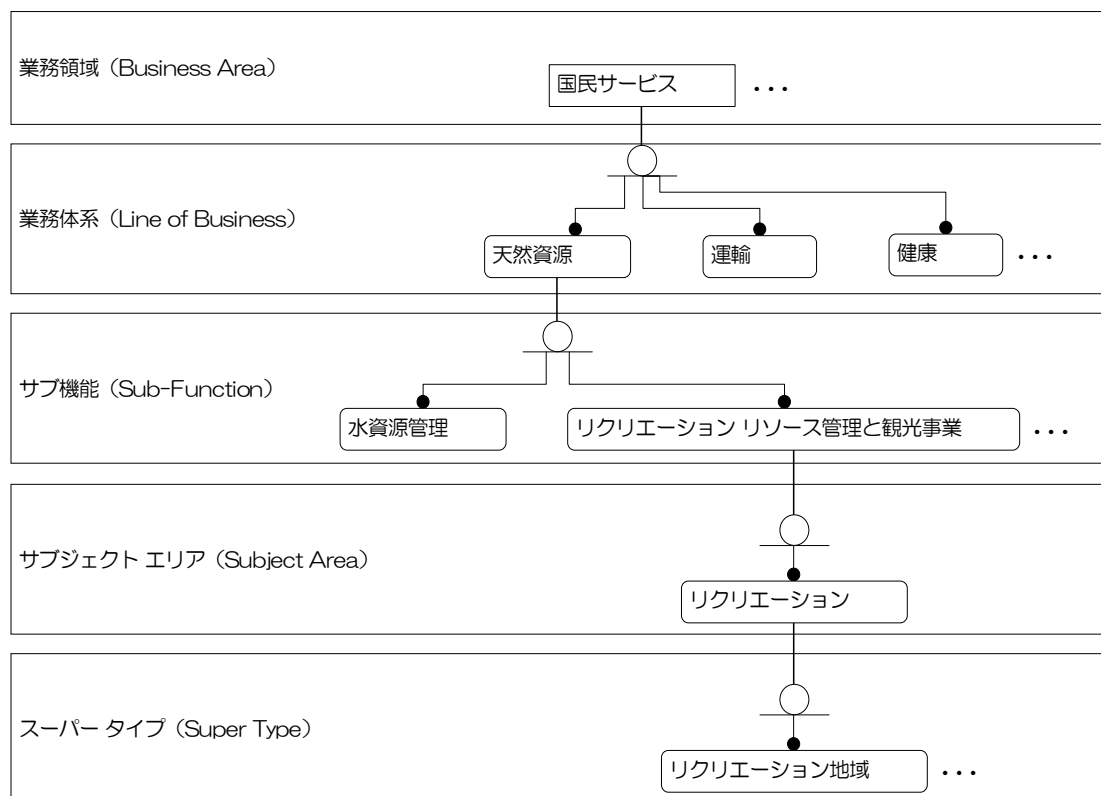 業務領域（Business Area）
国民サービス ・・・
業務体系（Line of Business）
天然資源 運輸 健康 ・・・
サブ機能（Sub-Function）
水資源管理 リクリエーション リソース管理と観光事業 ・・・
サブジェクト エリア（Subject Area）
リクリエーション
スーパー タイプ（Super Type）
リクリエーション地域 ・・・